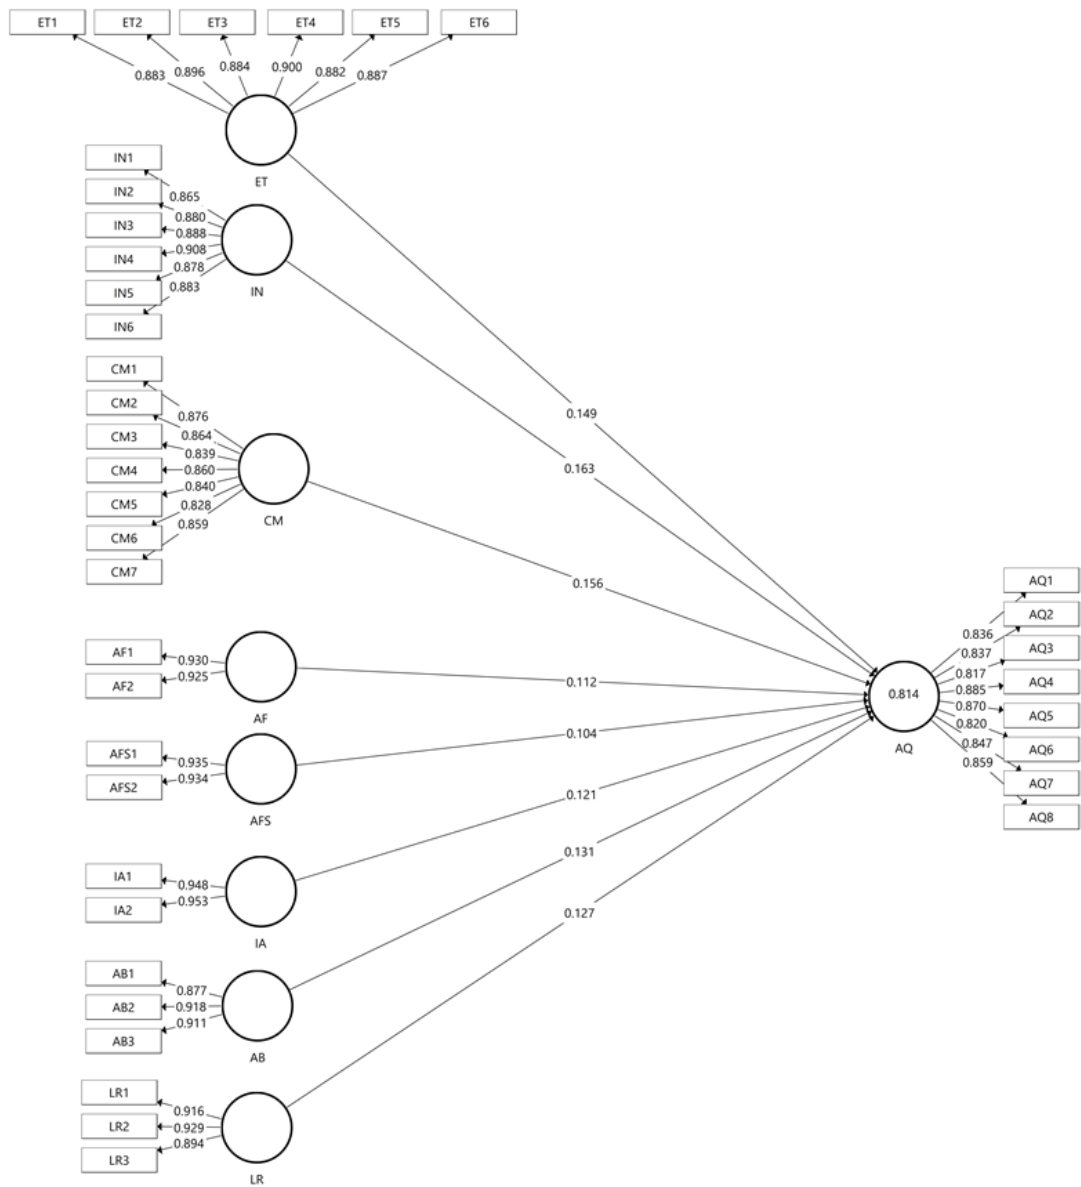 ET1 ET2 ET3 ET4 ET5 ET6
0.883 0.896 0.884 0.900 0.882 0.887
ET
IN1
IN2
IN3
IN4
IN5
IN6
0.865
0.880
0.888
0.908
0.878
0.883
IN
CM1
CM2
CM3
CM4
CM5
CM6
CM7
0.876
0.864
0.839
0.860
0.840
0.828
0.859
CM
AF1
AF2
0.930
0.925
AF
AFS1
AFS2
0.935
0.934
AFS
IA1
IA2
0.948
0.953
IA
AB1
AB2
AB3
0.877
0.918
0.911
AB
LR1
LR2
LR3
0.916
0.929
0.894
LR
0.149
0.163
0.156
0.112
0.104
0.121
0.131
0.127
0.814
AQ
0.836
0.837
0.817
0.885
0.870
0.820
0.847
0.859
AQ1
AQ2
AQ3
AQ4
AQ5
AQ6
AQ7
AQ8